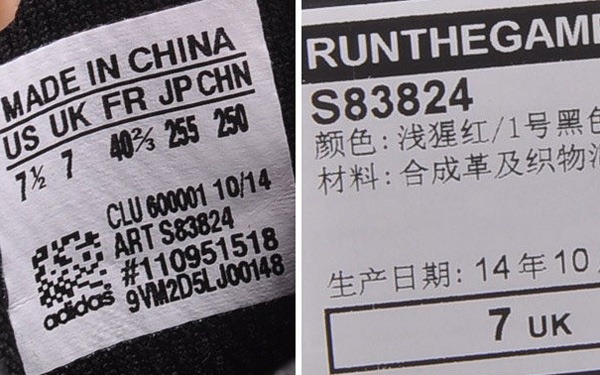 MADE IN CHINA
US UK FR JP CHN
7½ 7 40⅔ 255 250
CLU 600001 10/14
ART S83824
#110951518
9VM2D5LJ00148
adidas
RUNTHEGAME
S83824
颜色: 浅猩红/1号黑色
材料: 合成革及织物
生产日期: 14年10
7 UK